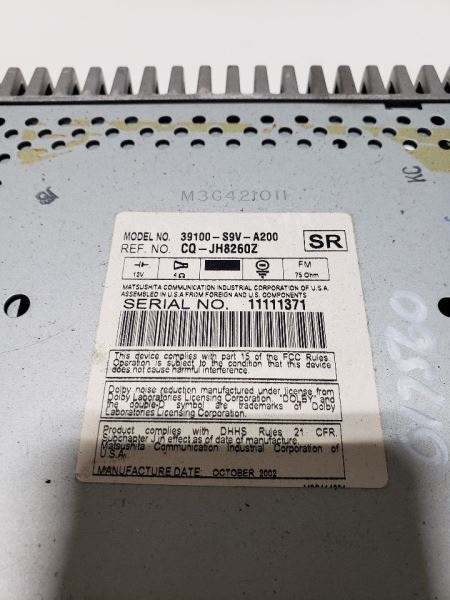 KC
M3G421011
MODEL NO. 39100-S9V-A200
REF. NO. CQ-JH8260Z
SR
12V 4Ω FM 75 Ohm
MATSUSHITA COMMUNICATION INDUSTRIAL CORPORATION OF U.S.A.
ASSEMBLED IN U.S.A FROM FOREIGN AND U.S. COMPONENTS
SERIAL NO. 11111371
This device complies with part 15 of the FCC Rules
Operation is subject to the condition that this device
does not cause harmful interference.
Dolby noise reduction manufactured under license from
Dolby Laboratories Licensing Corporation. "DOLBY" and
the double-D symbol are trademarks of Dolby
Laboratories Licensing Corporation.
Product complies with DHHS Rules 21 CFR,
Subchapter J in effect as of date of manufacture.
Matsushita Communication Industrial Corporation of
U.S.A.
MANUFACTURE DATE: OCTOBER 2002